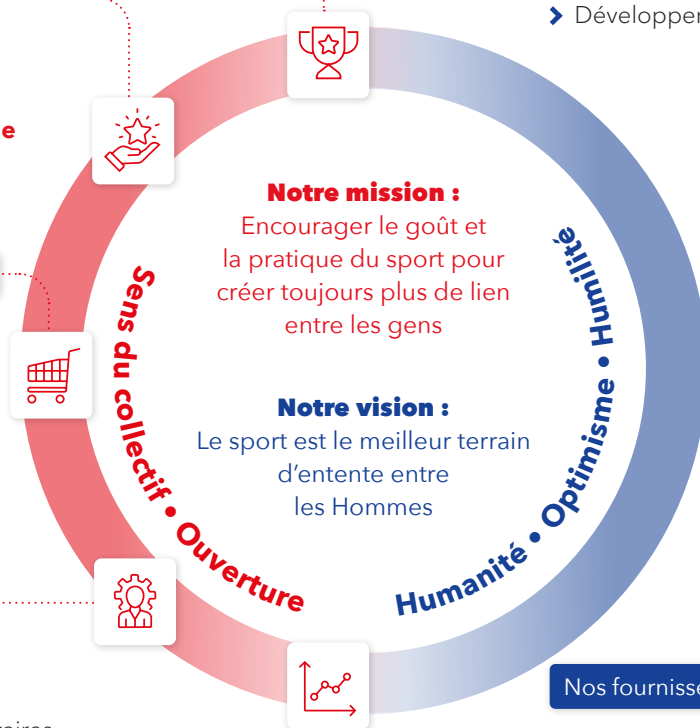 Développer
e
Notre mission :
Encourager le goût et
la pratique du sport pour
créer toujours plus de lien
entre les gens
Notre vision :
Le sport est le meilleur terrain
d’entente entre
les Hommes
Sens du collectif • Ouverture
Humanité • Optimisme • Humilité
Nos fournisse